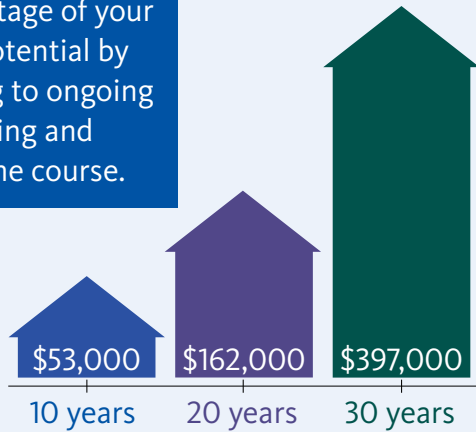 tage of your
otential by
g to ongoing
ing and
ne course.
$53,000 $162,000 $397,000
10 years 20 years 30 years